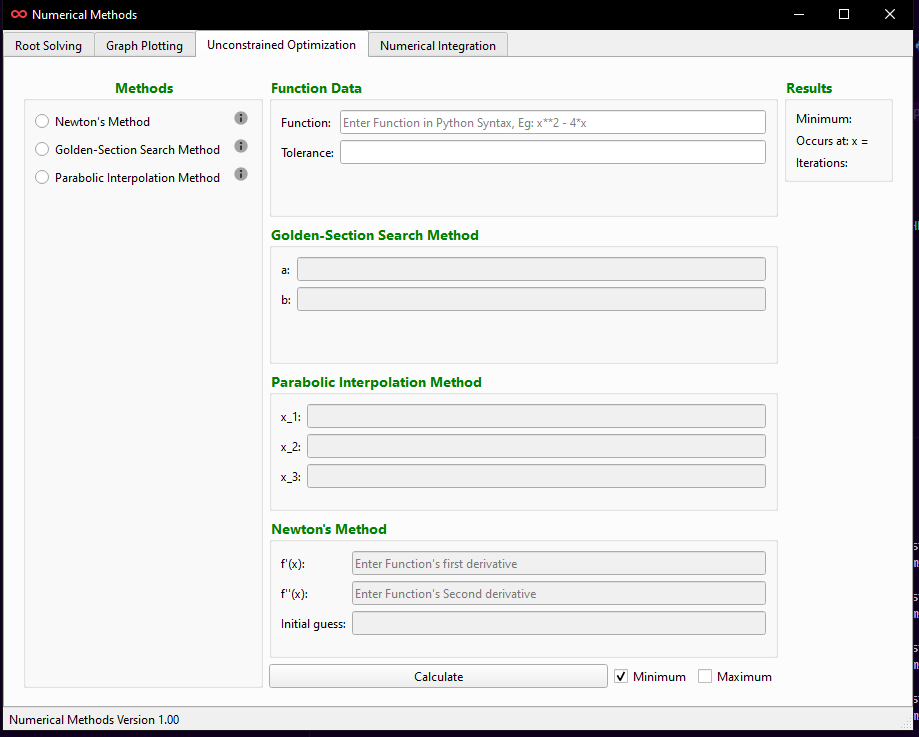 Numerical Methods
Root Solving
Graph Plotting
Unconstrained Optimization
Numerical Integration
Methods
Newton's Method
Golden-Section Search Method
Parabolic Interpolation Method
Function Data
Function: Enter Function in Python Syntax, Eg: x**2 - 4*x
Tolerance:
Golden-Section Search Method
a:
b:
Parabolic Interpolation Method
x_1:
x_2:
x_3:
Newton's Method
f'(x): Enter Function's first derivative
f''(x): Enter Function's Second derivative
Initial guess:
Calculate
Minimum
Maximum
Results
Minimum:
Occurs at: x =
Iterations:
Numerical Methods Version 1.00